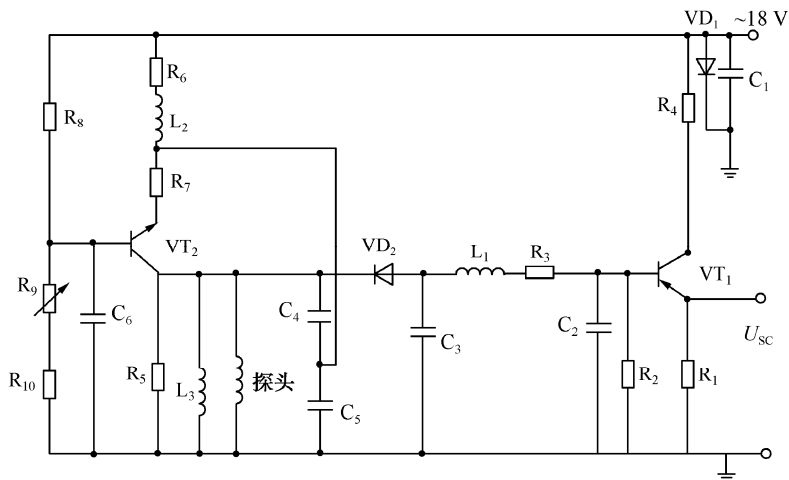 VD₁
~18 V
R₆
C₁
R₈
L₂
R₄
R₇
VT₂
VD₂
L₁
R₃
VT₁
R₉
C₆
C₄
C₃
C₂
U_SC
R₁₀
R₅
L₃
探头
C₅
R₂
R₁